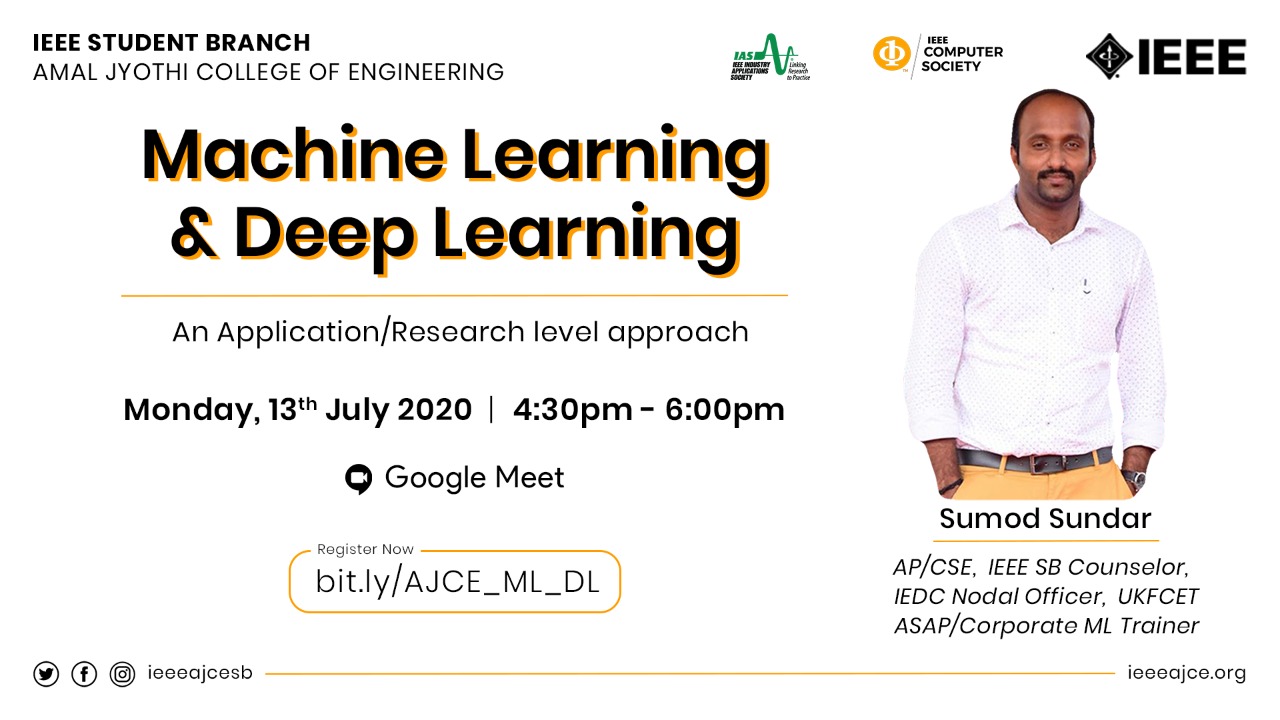 IEEE STUDENT BRANCH
AMAL JYOTHI COLLEGE OF ENGINEERING
IAS
IEEE INDUSTRY
APPLICATIONS
SOCIETY
Linking
Research
to Practice
IEEE
COMPUTER
SOCIETY
IEEE
Machine Learning
& Deep Learning
An Application/Research level approach
Monday, 13th July 2020 | 4:30pm - 6:00pm
Google Meet
Register Now
bit.ly/AJCE_ML_DL
Sumod Sundar
AP/CSE, IEEE SB Counselor,
IEDC Nodal Officer, UKFCET
ASAP/Corporate ML Trainer
ieeeajcesb
ieeeajce.org